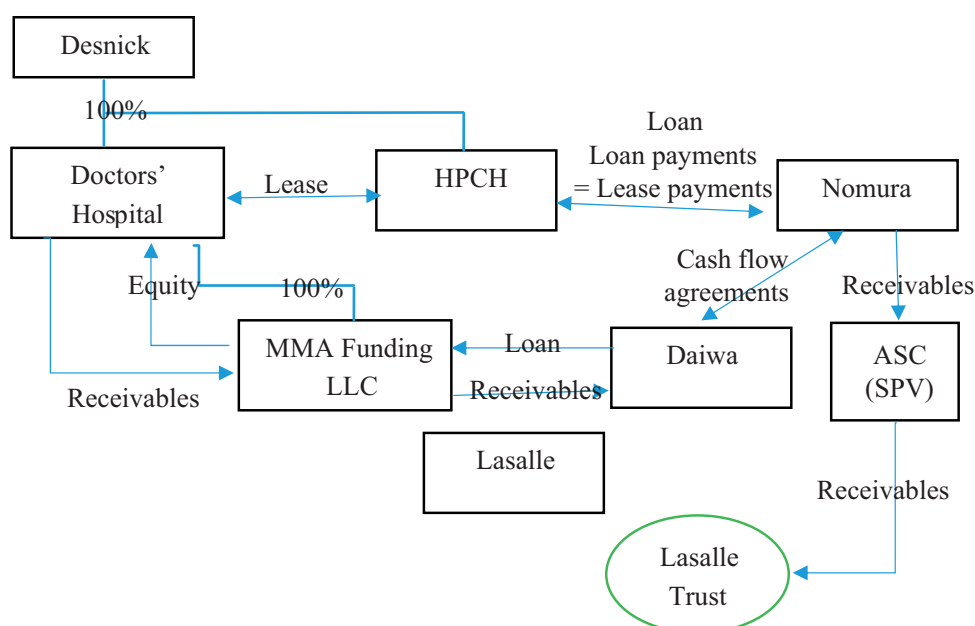 Desnick
100%
Loan
Loan payments
= Lease payments
Doctors’
Hospital
Lease
HPCH
Nomura
Cash flow
agreements
Equity
100%
Receivables
MMA Funding
LLC
Loan
Receivables
Daiwa
ASC
(SPV)
Receivables
Lasalle
Receivables
Lasalle
Trust